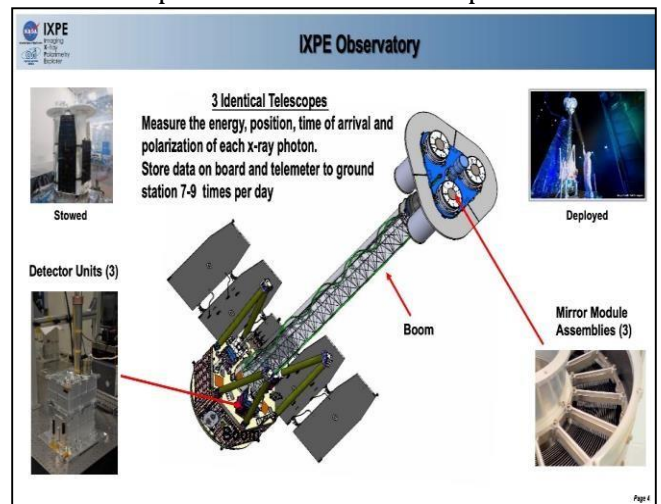 IXPE
Imaging
X-Ray
Polarimetry
Explorer
IXPE Observatory
3 Identical Telescopes
Measure the energy, position, time of arrival and
polarization of each x-ray photon.
Store data on board and telemeter to ground
station 7-9 times per day
Stowed
Deployed
Detector Units (3)
Boom
Mirror Module
Assemblies (3)
Boom
Page 4